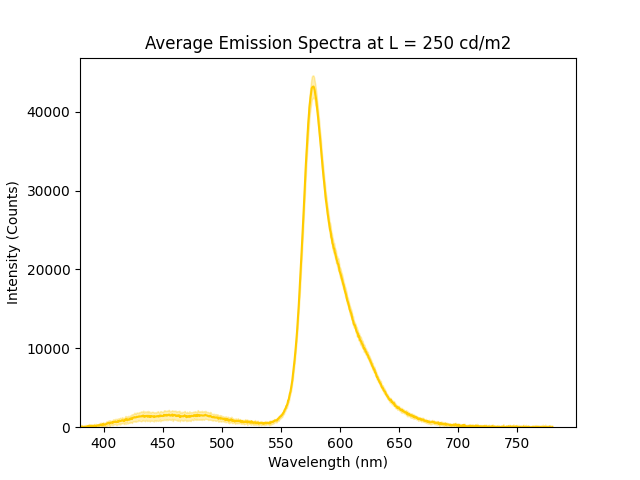 Average Emission Spectra at L = 250 cd/m2
Intensity (Counts)
40000
30000
20000
10000
0
400 450 500 550 600 650 700 750
Wavelength (nm)